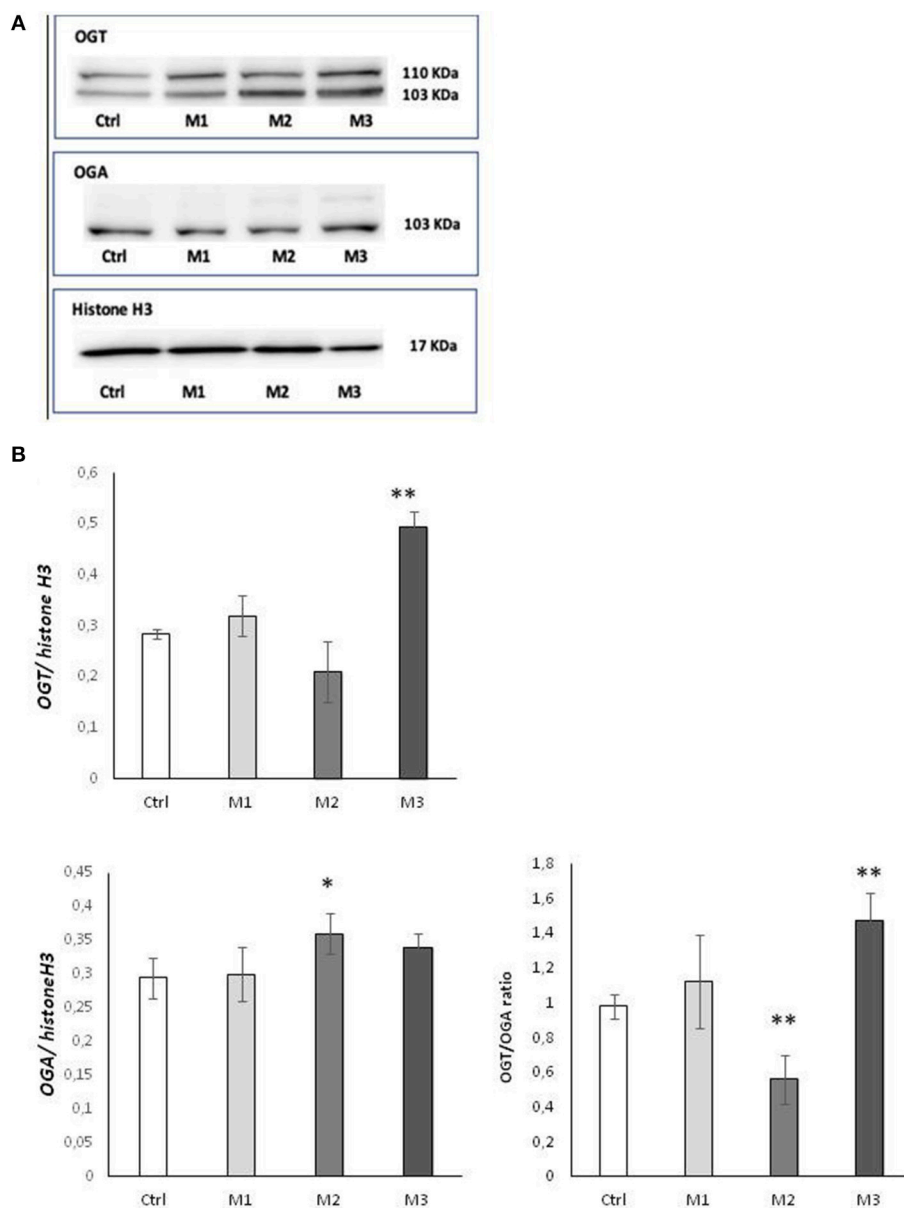 A
OGT
110 KDa
103 KDa
Ctrl M1 M2 M3
OGA
103 KDa
Ctrl M1 M2 M3
Histone H3
17 KDa
Ctrl M1 M2 M3
B
OGT/ histone H3
0,6
0,5
0,4
0,3
0,2
0,1
0
**
Ctrl M1 M2 M3
OGA/ histoneH3
0,45
0,4
0,35
0,3
0,25
0,2
0,15
0,1
0,05
0
*
Ctrl M1 M2 M3
OGT/OGA ratio
1,8
1,6
1,4
1,2
1
0,8
0,6
0,4
0,2
0
**
**
Ctrl M1 M2 M3